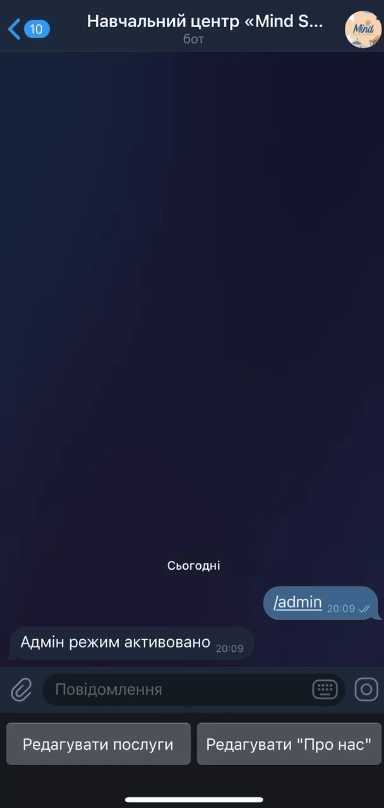 10
Навчальний центр «Mind S...
бот
Mind
Сьогодні
/admin 20:09
Адмін режим активовано 20:09
Повідомлення
Редагувати послуги
Редагувати "Про нас"